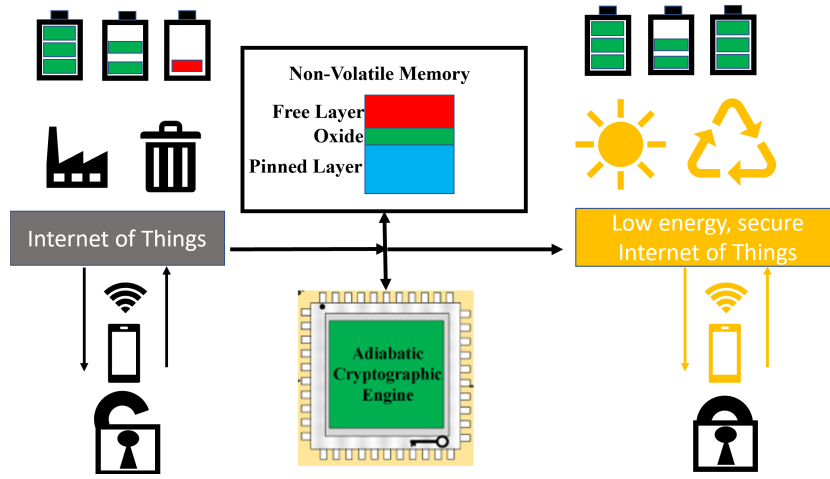 Non-Volatile Memory
Free Layer
Oxide
Pinned Layer
Internet of Things
Low energy, secure
Internet of Things
Adiabatic
Cryptographic
Engine